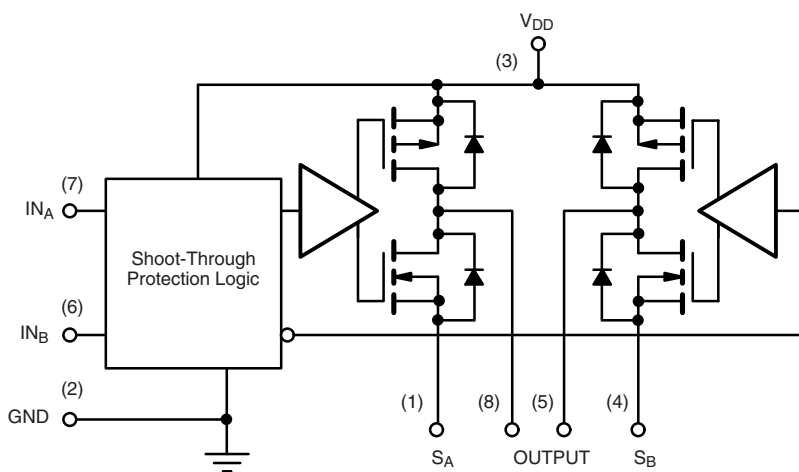 V_DD
(3)
(7)
IN_A
Shoot-Through
Protection Logic
(6)
IN_B
(2)
GND
(1) (8) (5) (4)
S_A OUTPUT S_B